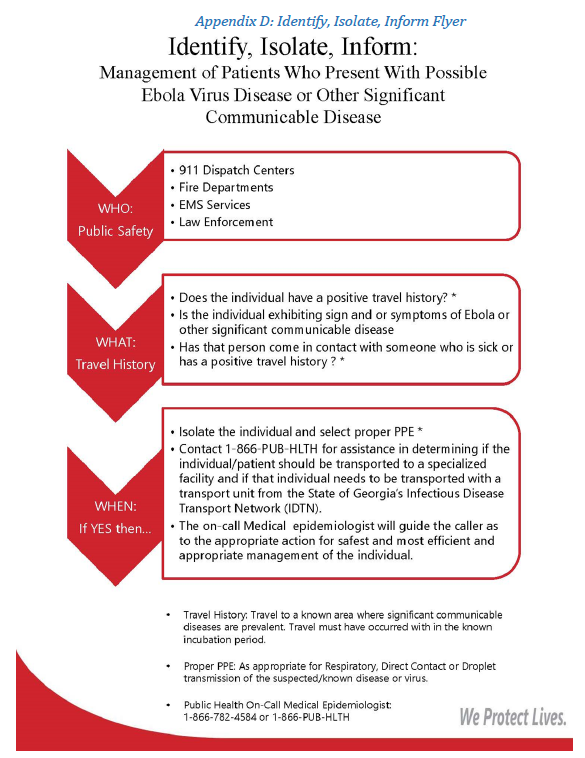 Appendix D: Identify, Isolate, Inform Flyer
Identify, Isolate, Inform:
Management of Patients Who Present With Possible
Ebola Virus Disease or Other Significant
Communicable Disease
WHO:
Public Safety
• 911 Dispatch Centers
• Fire Departments
• EMS Services
• Law Enforcement
WHAT:
Travel History
• Does the individual have a positive travel history? *
• Is the individual exhibiting sign and or symptoms of Ebola or
other significant communicable disease
• Has that person come in contact with someone who is sick or
has a positive travel history ? *
WHEN:
If YES then...
• Isolate the individual and select proper PPE *
• Contact 1-866-PUB-HLTH for assistance in determining if the
individual/patient should be transported to a specialized
facility and if that individual needs to be transported with a
transport unit from the State of Georgia's Infectious Disease
Transport Network (IDTN).
• The on-call Medical epidemiologist will guide the caller as
to the appropriate action for safest and most efficient and
appropriate management of the individual.
• Travel History: Travel to a known area where significant communicable
diseases are prevalent. Travel must have occurred with in the known
incubation period.
• Proper PPE: As appropriate for Respiratory, Direct Contact or Droplet
transmission of the suspected/known disease or virus.
• Public Health On-Call Medical Epidemiologist:
1-866-782-4584 or 1-866-PUB-HLTH
We Protect Lives.